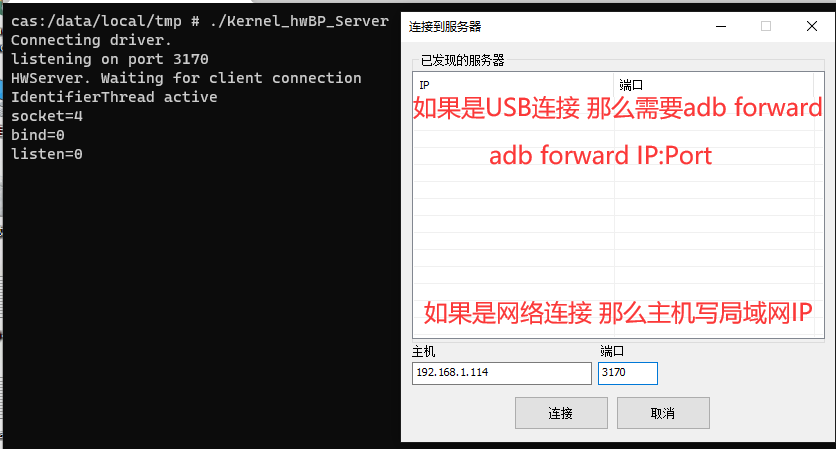 cas:/data/local/tmp # ./Kernel_hwBP_Server
Connecting driver.
listening on port 3170
HWServer. Waiting for client connection
IdentifierThread active
socket=4
bind=0
listen=0
连接到服务器
已发现的服务器
IP 端口
如果是USB连接 那么需要adb forward
adb forward IP:Port
如果是网络连接 那么主机写局域网IP
主机 端口
192.168.1.114 3170
连接 取消